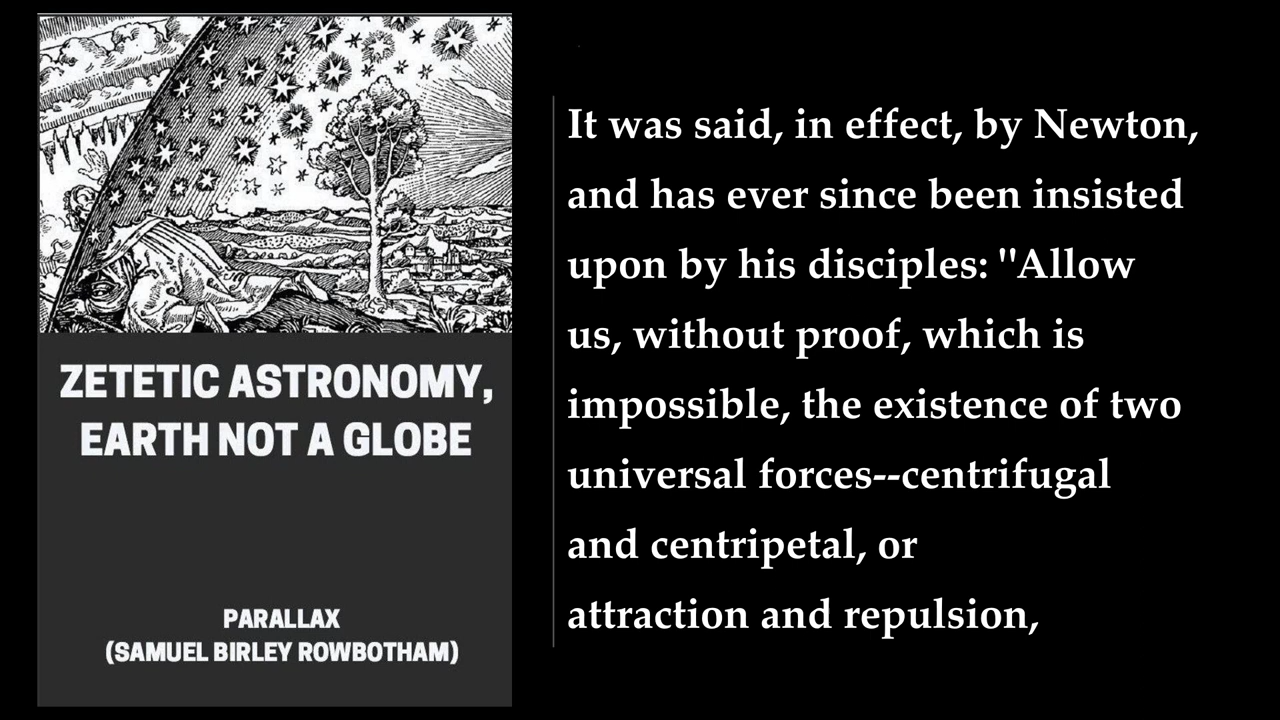 ZETETIC ASTRONOMY,
EARTH NOT A GLOBE
PARALLAX
(SAMUEL BIRLEY ROWBOTHAM)
It was said, in effect, by Newton,
and has ever since been insisted
upon by his disciples: "Allow
us, without proof, which is
impossible, the existence of two
universal forces--centrifugal
and centripetal, or
attraction and repulsion,